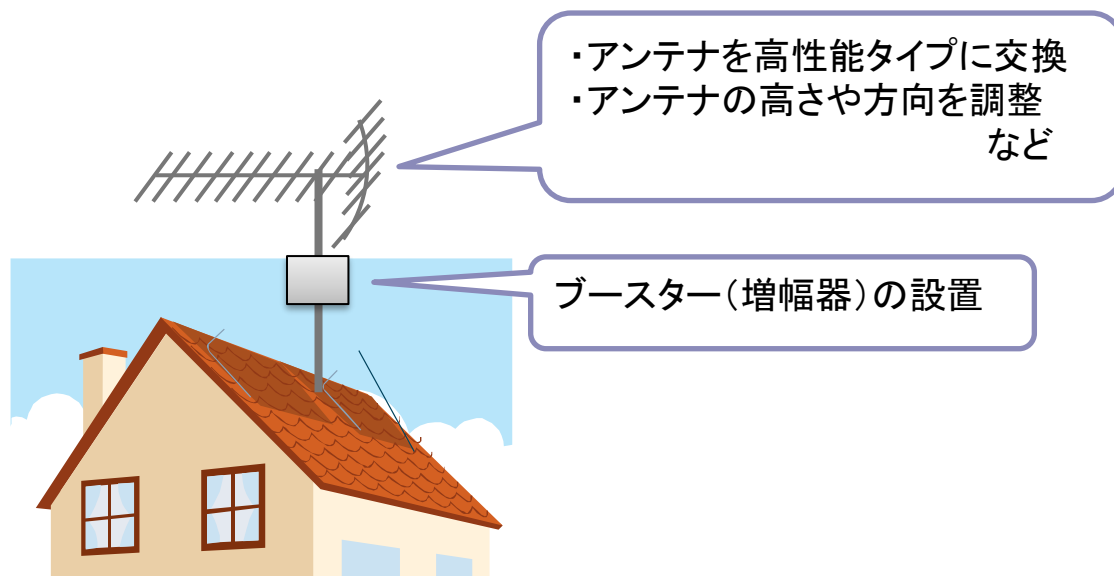 ・アンテナを高性能タイプに交換
・アンテナの高さや方向を調整
など
ブースター（増幅器）の設置